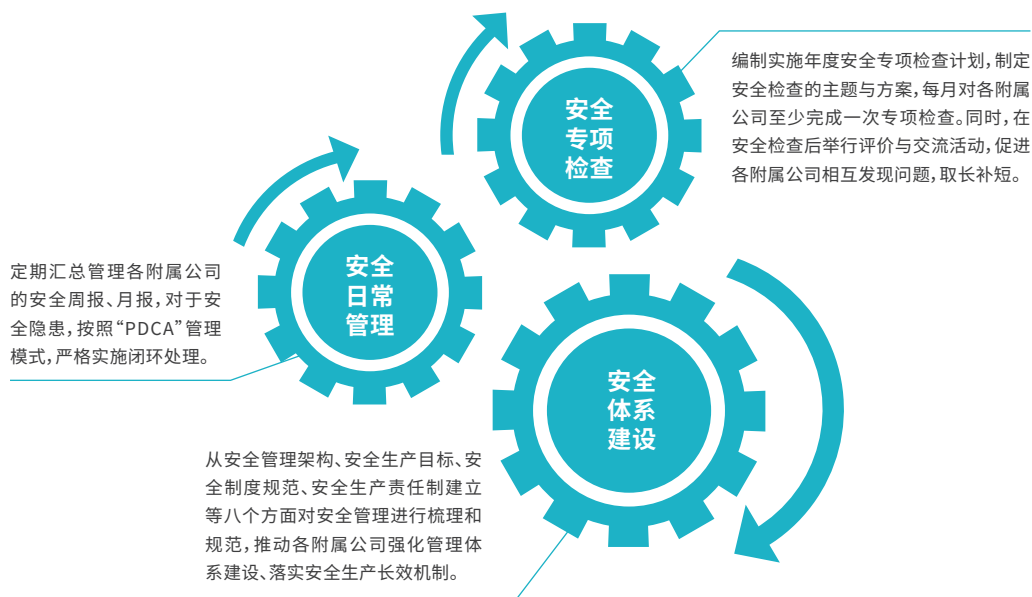 安全
专项
检查
编制实施年度安全专项检查计划，制定
安全检查的主题与方案，每月对各附属
公司至少完成一次专项检查。同时，在
安全检查后举行评价与交流活动，促进
各附属公司相互发现问题，取长补短。
安全
日常
管理
定期汇总管理各附属公司
的安全周报、月报，对于安
全隐患，按照“PDCA”管理
模式，严格实施闭环处理。
安全
体系
建设
从安全管理架构、安全生产目标、安
全制度规范、安全生产责任制建立
等八个方面对安全管理进行梳理和
规范，推动各附属公司强化管理体
系建设、落实安全生产长效机制。